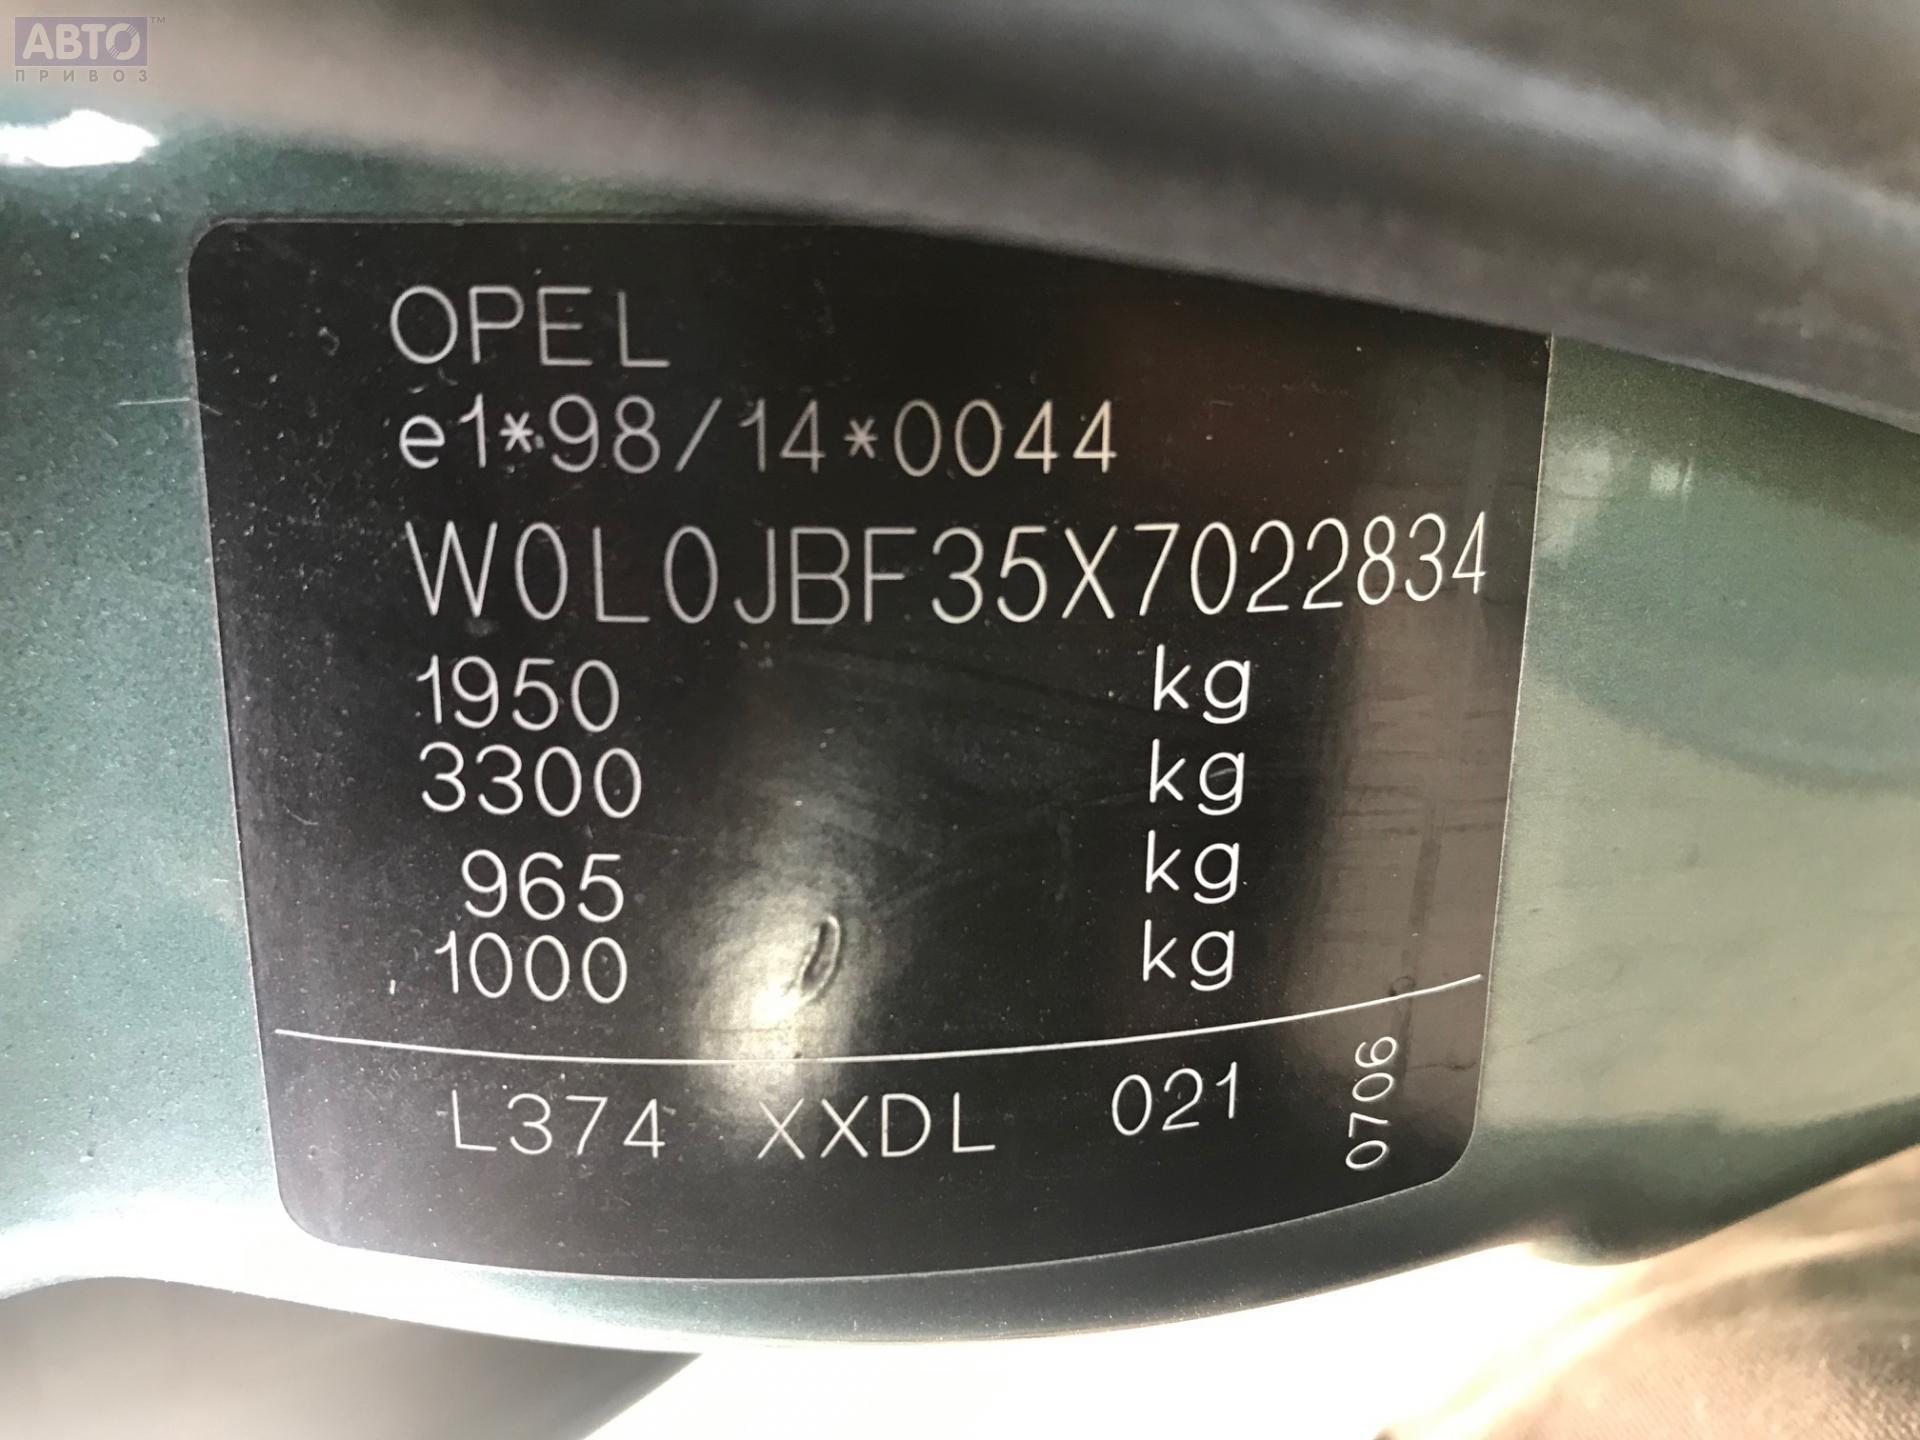 АВТО™
ПРИВОЗ
OPEL
e1*98/14*0044
W0L0JBF35X7022834
1950 kg
3300 kg
965 kg
1000 kg
L374 XXDL 021 0706